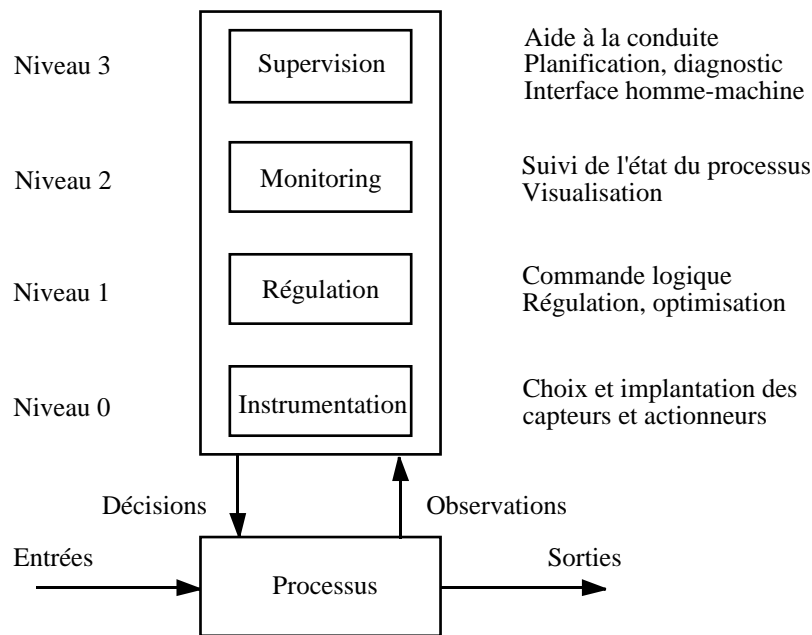 Niveau 3
Supervision
Aide à la conduite
Planification, diagnostic
Interface homme-machine
Niveau 2
Monitoring
Suivi de l'état du processus
Visualisation
Niveau 1
Régulation
Commande logique
Régulation, optimisation
Niveau 0
Instrumentation
Choix et implantation des
capteurs et actionneurs
Décisions
Observations
Entrées
Processus
Sorties